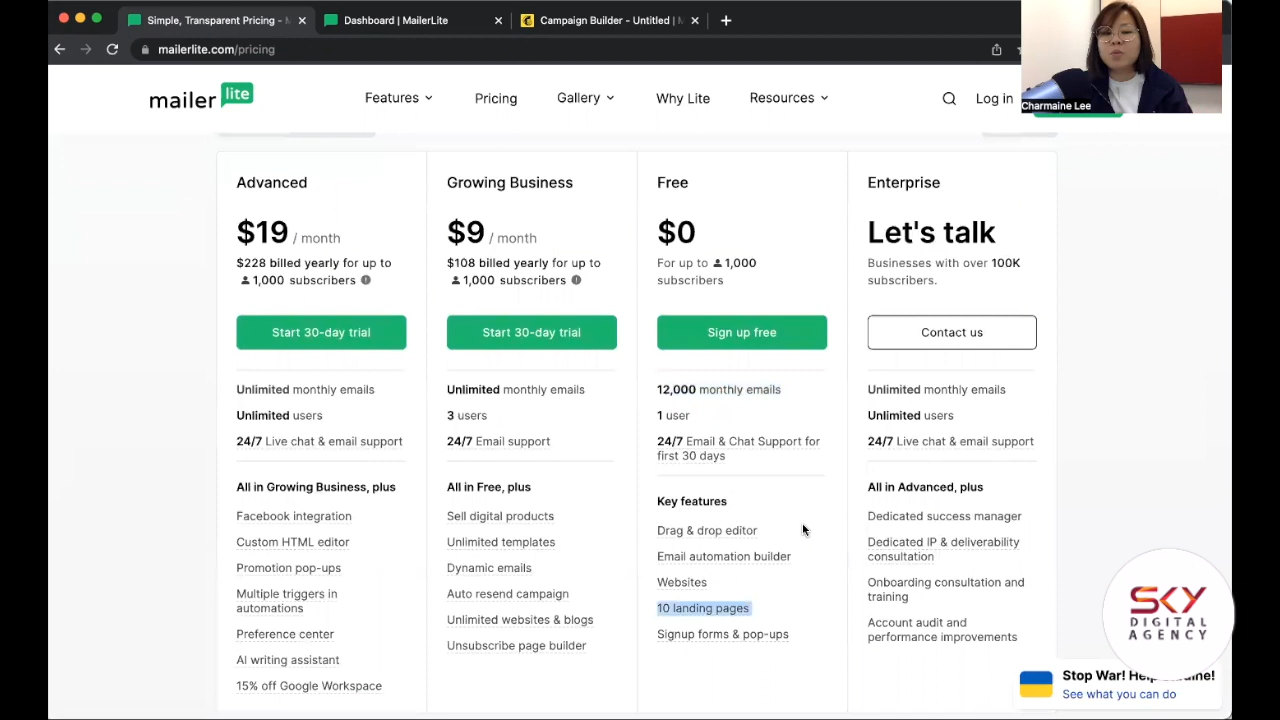 Simple, Transparent Pricing -
Dashboard | MailerLite
Campaign Builder - Untitled |
mailerlite.com/pricing
Charmaine Lee
mailer lite
Features
Pricing
Gallery
Why Lite
Resources
Log in
Advanced
$19 / month
$228 billed yearly for up to
1,000 subscribers
Start 30-day trial
Unlimited monthly emails
Unlimited users
24/7 Live chat & email support
All in Growing Business, plus
Facebook integration
Custom HTML editor
Promotion pop-ups
Multiple triggers in
automations
Preference center
AI writing assistant
15% off Google Workspace
Growing Business
$9 / month
$108 billed yearly for up to
1,000 subscribers
Start 30-day trial
Unlimited monthly emails
3 users
24/7 Email support
All in Free, plus
Sell digital products
Unlimited templates
Dynamic emails
Auto resend campaign
Unlimited websites & blogs
Unsubscribe page builder
Free
$0
For up to 1,000
subscribers
Sign up free
12,000 monthly emails
1 user
24/7 Email & Chat Support for
first 30 days
Key features
Drag & drop editor
Email automation builder
Websites
10 landing pages
Signup forms & pop-ups
Enterprise
Let's talk
Businesses with over 100K
subscribers.
Contact us
Unlimited monthly emails
Unlimited users
24/7 Live chat & email support
All in Advanced, plus
Dedicated success manager
Dedicated IP & deliverability
consultation
Onboarding consultation and
training
Account audit and
performance improvements
SKY
DIGITAL
AGENCY
Stop War!
See what you can do